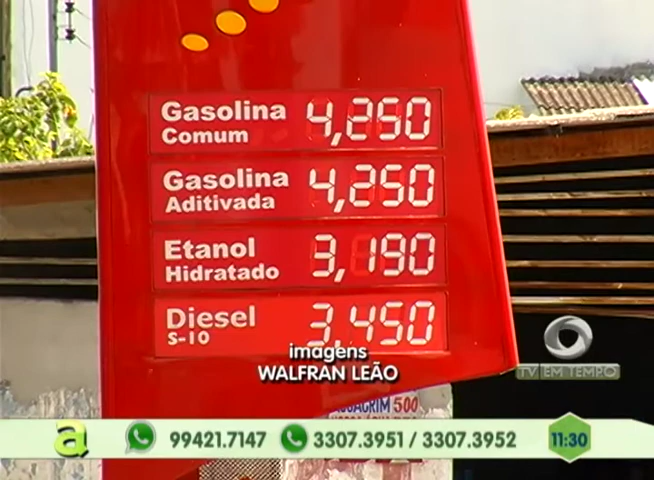 Gasolina Comum 4,250
Gasolina Aditivada 4,250
Etanol Hidratado 3,190
Diesel S-10 3,450
imagens
WALFRAN LEÃO
TV EM TEMPO
500
a 99421.7147 3307.3951 / 3307.3952 11:30